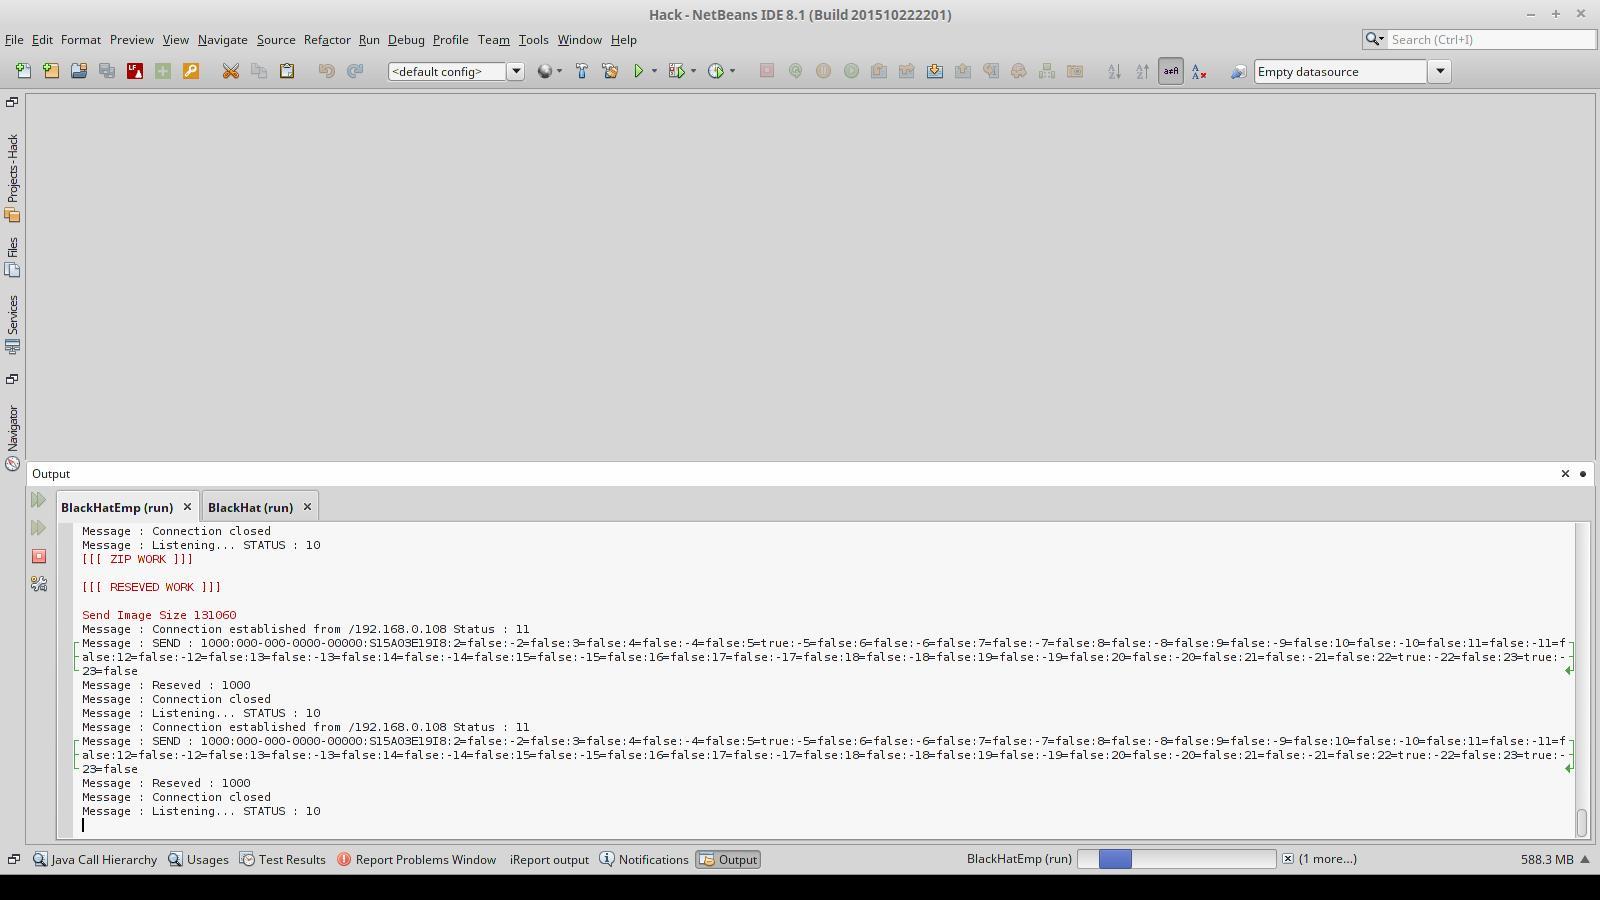 Hack - NetBeans IDE 8.1 (Build 201510222201)
File Edit Format Preview View Navigate Source Refactor Run Debug Profile Team Tools Window Help
Search (Ctrl+I)
<default config>
Empty datasource
Projects - Hack
Files
Services
Navigator
Output
BlackHatEmp (run)
BlackHat (run)
Message : Connection closed
Message : Listening... STATUS : 10
[[[ ZIP WORK ]]]
[[[ RESEVED WORK ]]]
Send Image Size 131060
Message : Connection established from /192.168.0.108 Status : 11
Message : SEND : 1000:000-000-0000-00000:S15A03E19I8:2=false:-2=false:3=false:4=false:-4=false:5=true:-5=false:6=false:-6=false:7=false:-7=false:8=false:-8=false:9=false:-9=false:10=false:-10=false:11=false:-11=f
alse:12=false:-12=false:13=false:-13=false:14=false:-14=false:15=false:-15=false:16=false:17=false:-17=false:18=false:-18=false:19=false:-19=false:20=false:-20=false:21=false:-21=false:22=true:-22=false:23=true:-
23=false
Message : Reseved : 1000
Message : Connection closed
Message : Listening... STATUS : 10
Message : Connection established from /192.168.0.108 Status : 11
Message : SEND : 1000:000-000-0000-00000:S15A03E19I8:2=false:-2=false:3=false:4=false:-4=false:5=true:-5=false:6=false:-6=false:7=false:-7=false:8=false:-8=false:9=false:-9=false:10=false:-10=false:11=false:-11=f
alse:12=false:-12=false:13=false:-13=false:14=false:-14=false:15=false:-15=false:16=false:17=false:-17=false:18=false:-18=false:19=false:-19=false:20=false:-20=false:21=false:-21=false:22=true:-22=false:23=true:-
23=false
Message : Reseved : 1000
Message : Connection closed
Message : Listening... STATUS : 10
Java Call Hierarchy Usages Test Results Report Problems Window iReport output Notifications Output BlackHatEmp (run) (1 more...) 588.3 MB